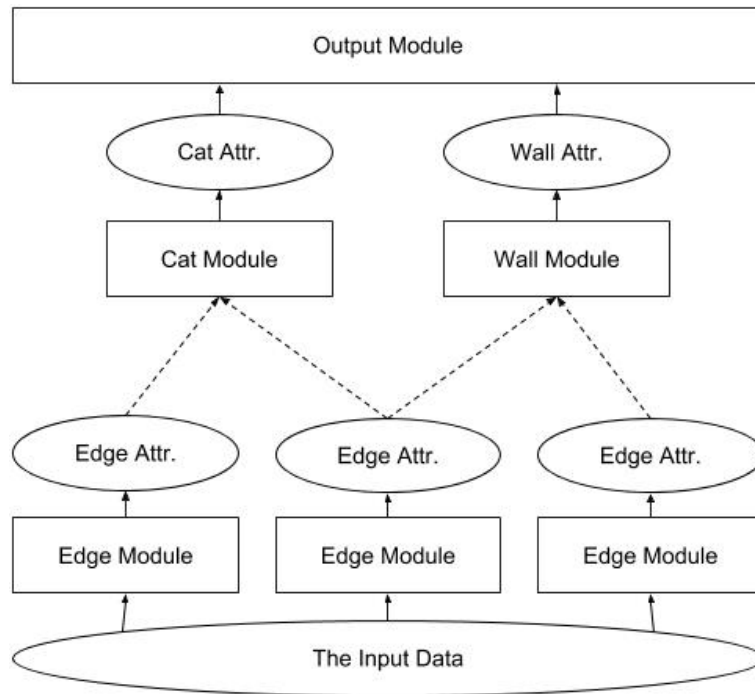 Output Module
Cat Attr.
Wall Attr.
Cat Module
Wall Module
Edge Attr.
Edge Attr.
Edge Attr.
Edge Module
Edge Module
Edge Module
The Input Data